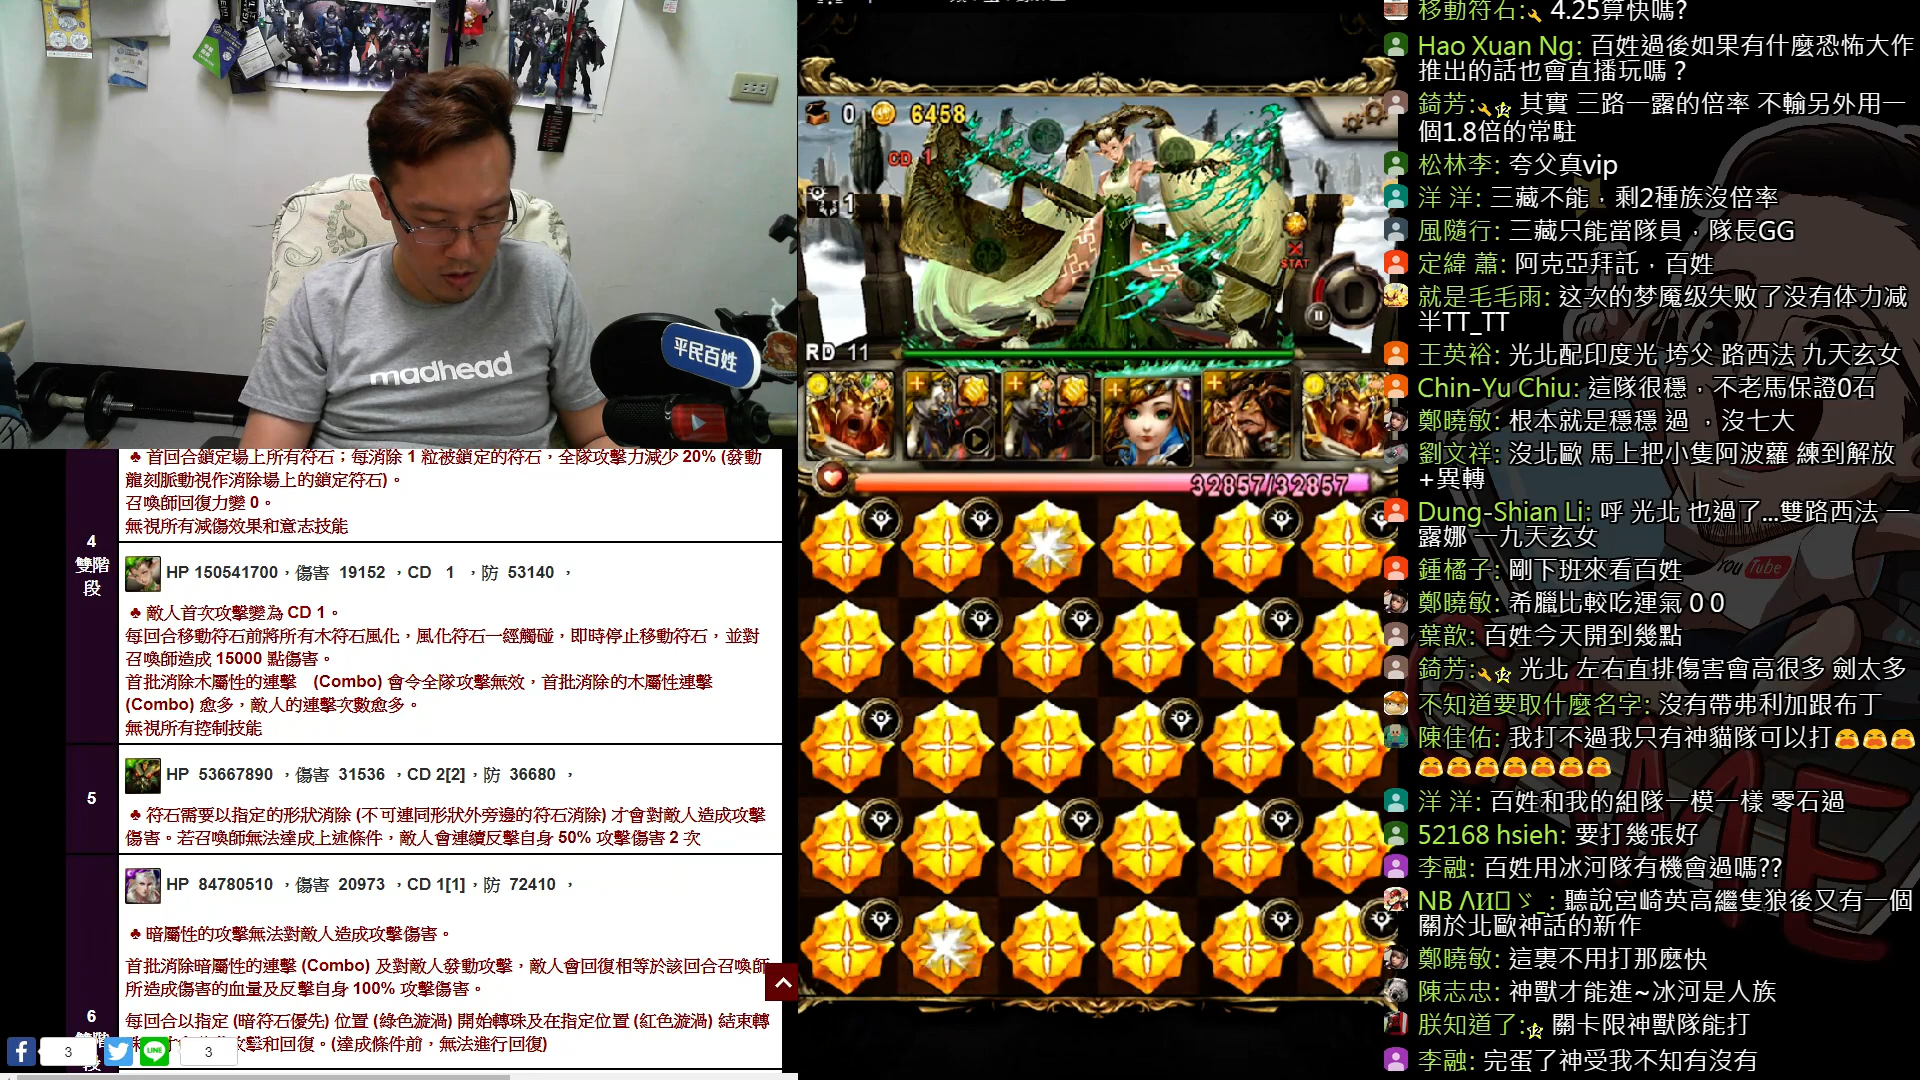 madhead
平民百姓
♣ 首回合鎖定場上所有符石；每消除 1 粒被鎖定的符石，全隊攻擊力減少 20% (發動
龍刻脈動視作消除場上的鎖定符石)。
召喚師回復力變 0。
無視所有減傷效果和意志技能
4
雙階
段
HP 150541700，傷害 19152 ，CD 1 ，防 53140 ，
♣ 敵人首次攻擊變為 CD 1。
每回合移動符石前將所有木符石風化，風化符石一經觸碰，即時停止移動符石，並對
召喚師造成 15000 點傷害。
首批消除木屬性的連擊 (Combo) 會令全隊攻擊無效，首批消除的木屬性連擊
(Combo) 愈多，敵人的連擊次數愈多。
無視所有控制技能
5
HP 53667890 ，傷害 31536 ，CD 2[2]，防 36680 ，
♣ 符石需要以指定的形狀消除 (不可連同形狀外旁邊的符石消除) 才會對敵人造成攻擊
傷害。若召喚師無法達成上述條件，敵人會連續反擊自身 50% 攻擊傷害 2 次
6
HP 84780510 ，傷害 20973 ，CD 1[1]，防 72410 ，
♣ 暗屬性的攻擊無法對敵人造成攻擊傷害。
首批消除暗屬性的連擊 (Combo) 及對敵人發動攻擊，敵人會回復相等於該回合召喚師
所造成傷害的血量及反擊自身 100% 攻擊傷害。
每回合以指定 (暗符石優先) 位置 (綠色漩渦) 開始轉珠及在指定位置 (紅色漩渦) 結束轉
攻擊和回復。(達成條件前，無法進行回復)
段
3
LINE
3
0
6458
CD 1
1
STAT
RD 11
32857/32857
移動符石: 4.25算快嗎?
Hao Xuan Ng: 百姓過後如果有什麼恐怖大作
推出的話也會直播玩嗎？
錡芳: 其實 三路一露的倍率 不輸另外用一
個1.8倍的常駐
松林李: 夸父真vip
洋 洋: 三藏不能，剩2種族沒倍率
風隨行: 三藏只能當隊員，隊長GG
定緯 蕭: 阿克亞拜託，百姓
就是毛毛雨: 这次的梦魇级失败了没有体力减
半TT_TT
王英裕: 光北配印度光 垮父 路西法 九天玄女
Chin-Yu Chiu: 這隊很穩，不老馬保證0石
鄭曉敏: 根本就是穩穩 過 ，沒七大
劉文祥: 沒北歐 馬上把小隻阿波蘿 練到解放
+異轉
Dung-Shian Li: 呼 光北 也過了...雙路西法 一
露娜 一九天玄女
鍾橘子: 剛下班來看百姓
You Tube
鄭曉敏: 希臘比較吃運氣 0 0
葉歆: 百姓今天開到幾點
錡芳: 光北 左右直排傷害會高很多 劍太多
不知道要取什麼名字: 沒有帶弗利加跟布丁
陳佳佑: 我打不過我只有神貓隊可以打😫😫😫
😫😫😫😫😫😫😫
洋 洋: 百姓和我的組隊一模一樣 零石過
52168 hsieh: 要打幾張好
李融: 百姓用冰河隊有機會過嗎??
聽說宮崎英高繼隻狼後又有一個
關於北歐神話的新作
鄭曉敏: 這裏不用打那麽快
陳志忠: 神獸才能進~冰河是人族
朕知道了: 關卡限神獸隊能打
李融: 完蛋了神受我不知有沒有